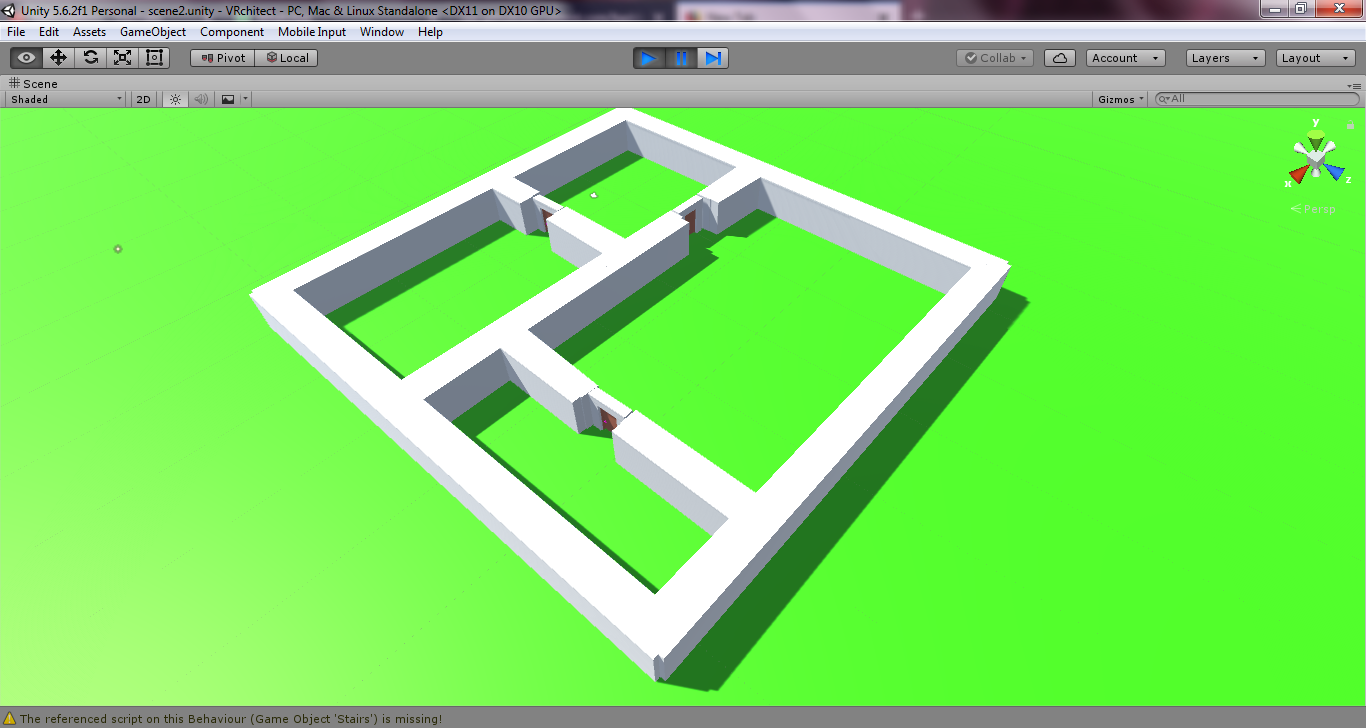 Unity 5.6.2f1 Personal - scene2.unity - VRchitect - PC, Mac & Linux Standalone <DX11 on DX10 GPU>
File Edit Assets GameObject Component Mobile Input Window Help
Pivot Local Collab Account Layers Layout
Scene
Shaded 2D Gizmos All
y
x z
Persp
The referenced script on this Behaviour (Game Object 'Stairs') is missing!